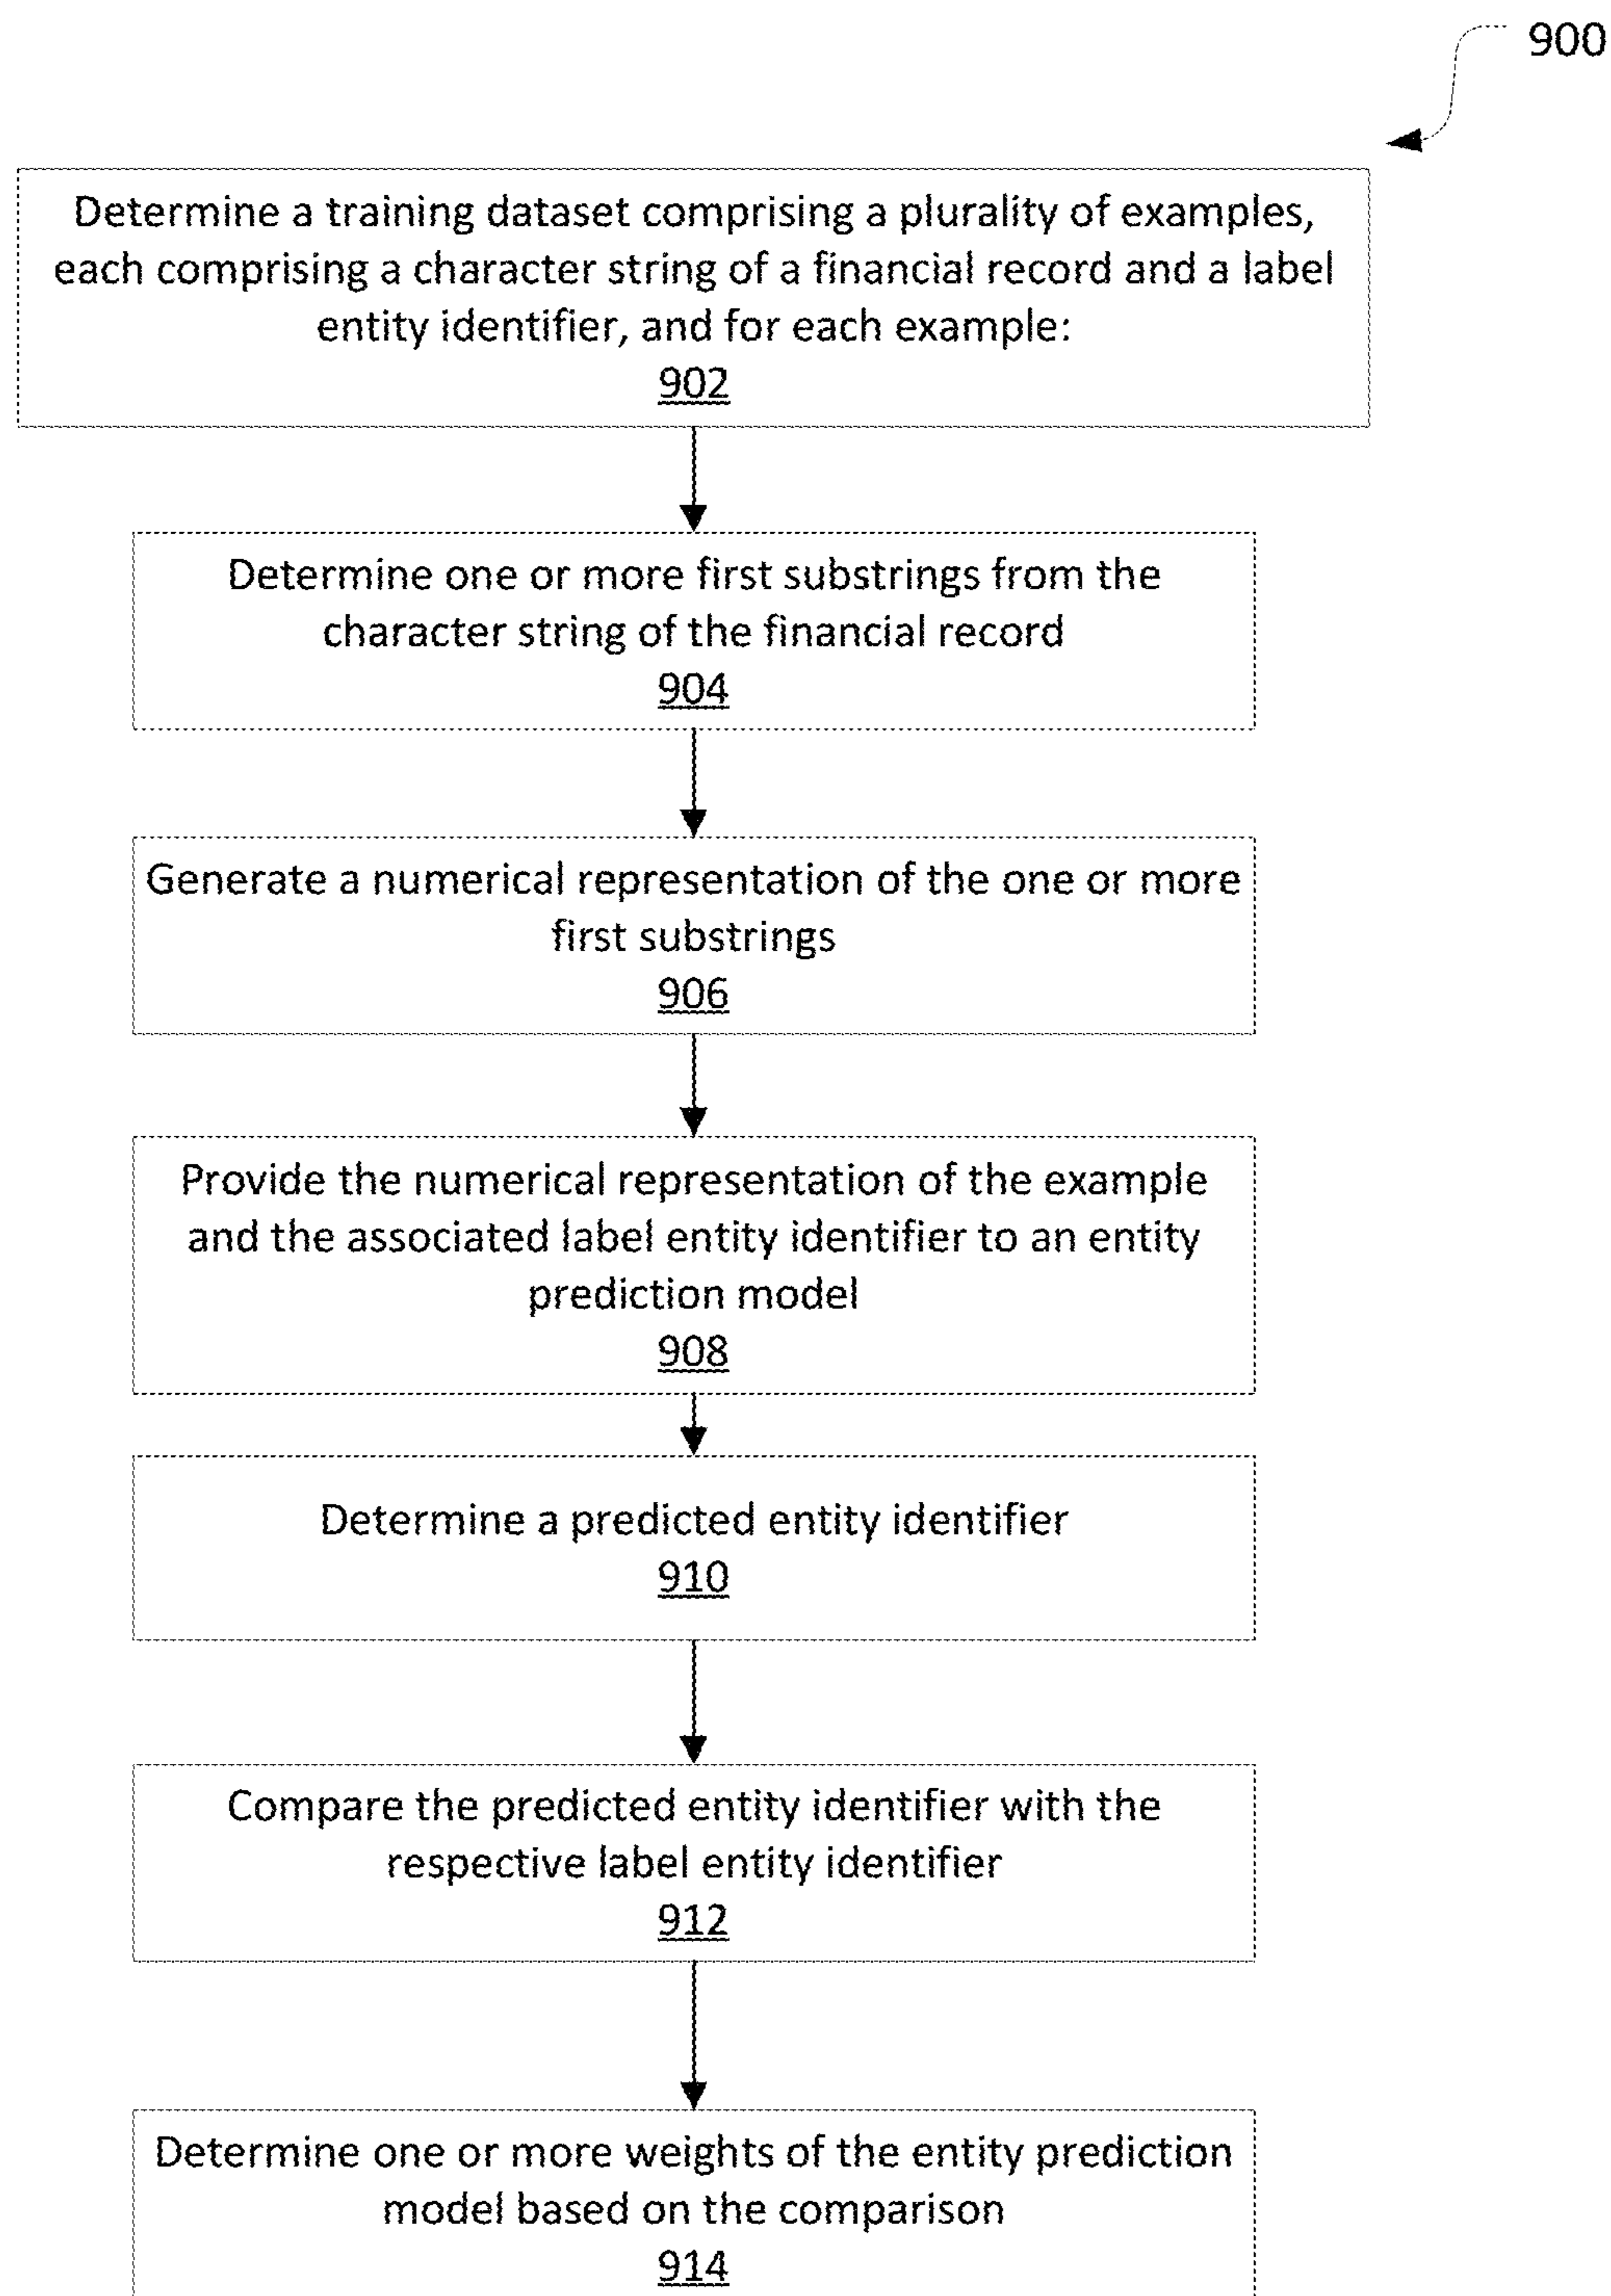 900
Determine a training dataset comprising a plurality of examples,
each comprising a character string of a financial record and a label
entity identifier, and for each example:
902
Determine one or more first substrings from the
character string of the financial record
904
Generate a numerical representation of the one or more
first substrings
906
Provide the numerical representation of the example
and the associated label entity identifier to an entity
prediction model
908
Determine a predicted entity identifier
910
Compare the predicted entity identifier with the
respective label entity identifier
912
Determine one or more weights of the entity prediction
model based on the comparison
914